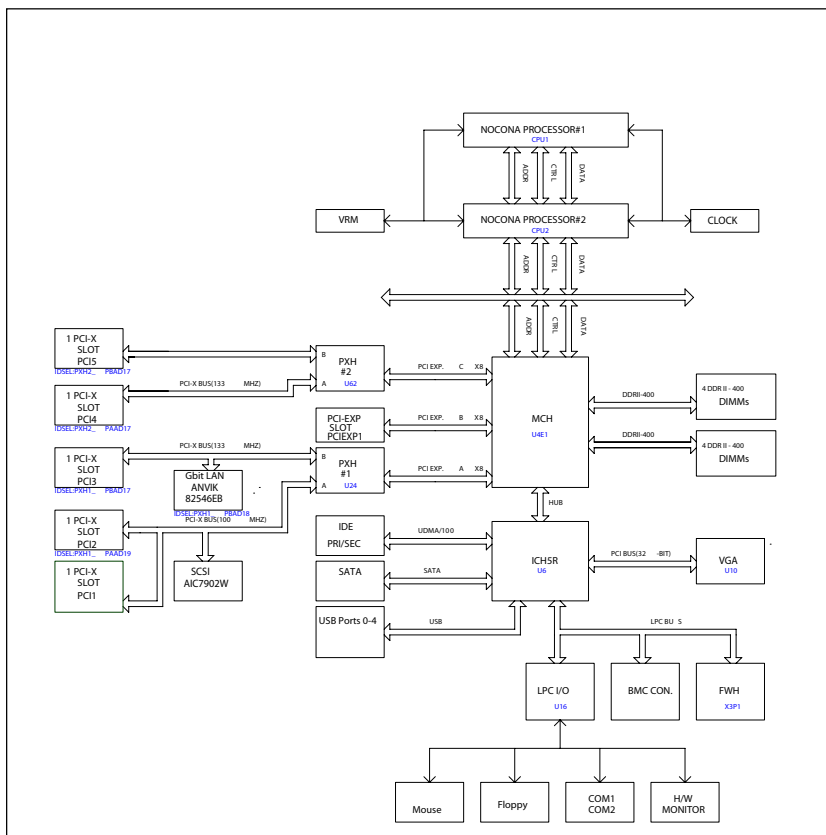 NOCONA PROCESSOR#1
CPU1
ADDR
CTRL
DATA
VRM
NOCONA PROCESSOR#2
CPU2
CLOCK
ADDR
CTRL
DATA
ADDR
CTRL
DATA
1 PCI-X
SLOT
PCI5
IDSEL:PXH2_ PBAD17
B
PXH
#2
A
U62
PCI EXP. C X8
PCI-X BUS(133 MHZ)
1 PCI-X
SLOT
PCI4
IDSEL:PXH2_ PAAD17
PCI-EXP
SLOT
PCIEXP1
PCI EXP. B X8
MCH
U4E1
DDRII-400
4 DDR II - 400
DIMMs
DDRII-400
4 DDR II - 400
DIMMs
PCI-X BUS(133 MHZ)
1 PCI-X
SLOT
PCI3
IDSEL:PXH1_ PBAD17
Gbit LAN
ANVIK
82546EB
IDSEL:PXH1_ PBAD18
B
PXH
#1
A
U24
PCI EXP. A X8
HUB
PCI-X BUS(100 MHZ)
1 PCI-X
SLOT
PCI2
IDSEL:PXH1_ PAAD19
1 PCI-X
SLOT
PCI1
SCSI
AIC7902W
IDE
PRI/SEC
UDMA/100
SATA
SATA
USB Ports 0-4
USB
ICH5R
U6
PCI BUS(32 -BIT)
VGA
U10
LPC BU S
LPC I/O
U16
BMC CON.
FWH
X3P1
Mouse
Floppy
COM1
COM2
H/W
MONITOR